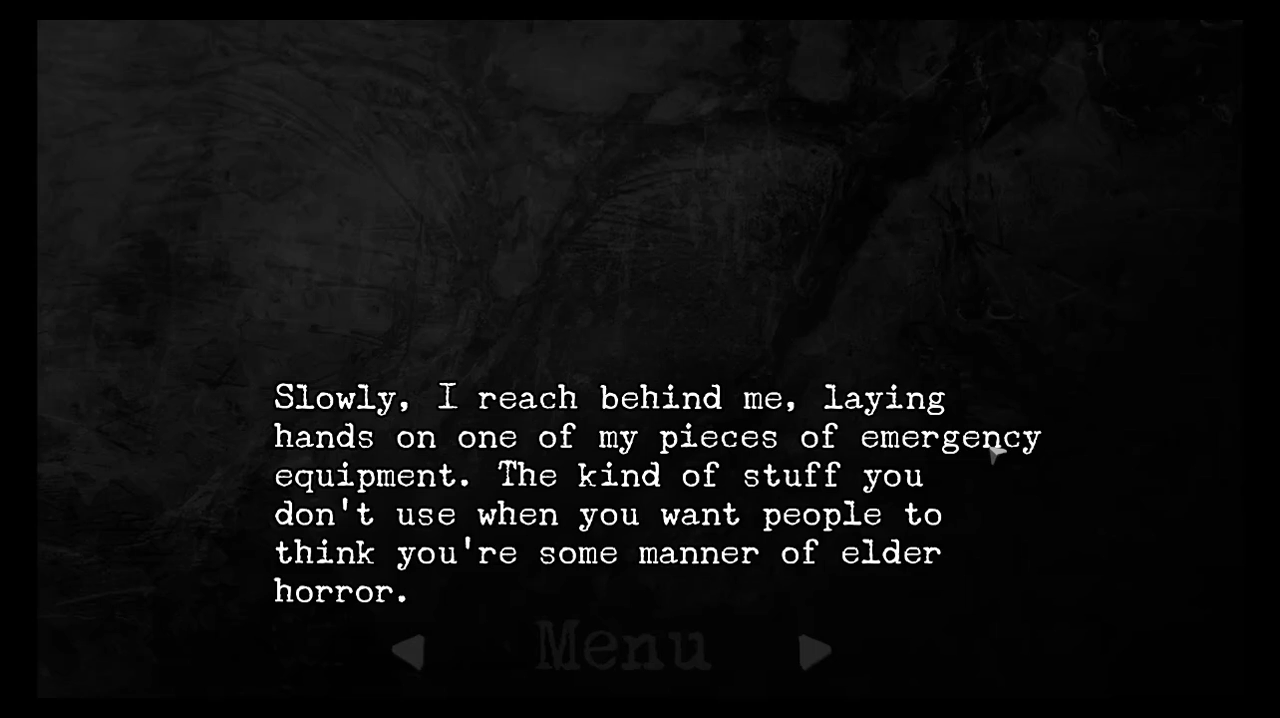 Slowly, I reach behind me, laying
hands on one of my pieces of emergency
equipment. The kind of stuff you
don't use when you want people to
think you're some manner of elder
horror.
Menu